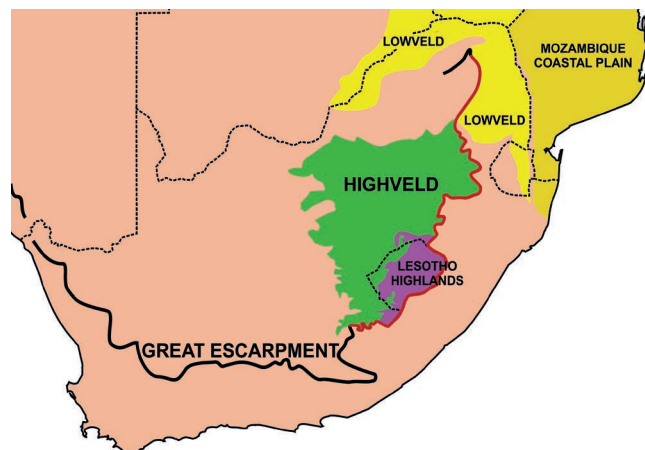 LOWVELD
MOZAMBIQUE
COASTAL PLAIN
LOWVELD
HIGHVELD
LESOTHO
HIGHLANDS
GREAT ESCARPMENT